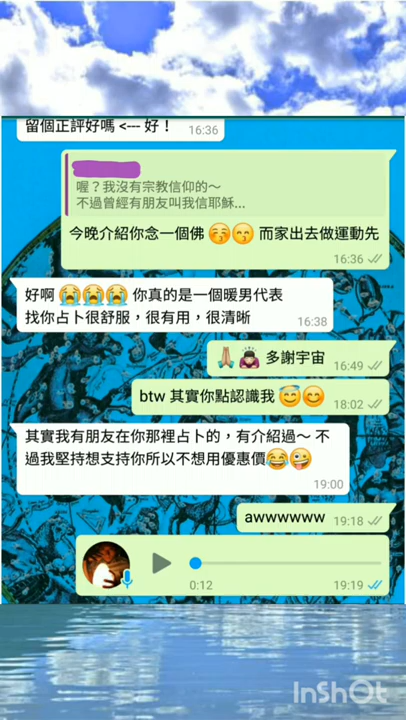 留個正評好嗎 <--- 好！
16:36
喔？我沒有宗教信仰的～
不過曾經有朋友叫我信耶穌...
今晚介紹你念一個佛 😚😙 而家出去做運動先
16:36
好啊 😭😭😭 你真的是一個暖男代表
找你占卜很舒服，很有用，很清晰
16:38
🙏🏼🙇🏻‍♂️ 多謝宇宙
16:49
btw 其實你點認識我 😇😊
18:02
其實我有朋友在你那裡占卜的，有介紹過～ 不
過我堅持想支持你所以不想用優惠價😂🤪
19:00
awwwwww
19:18
0:12
19:19
InShOt